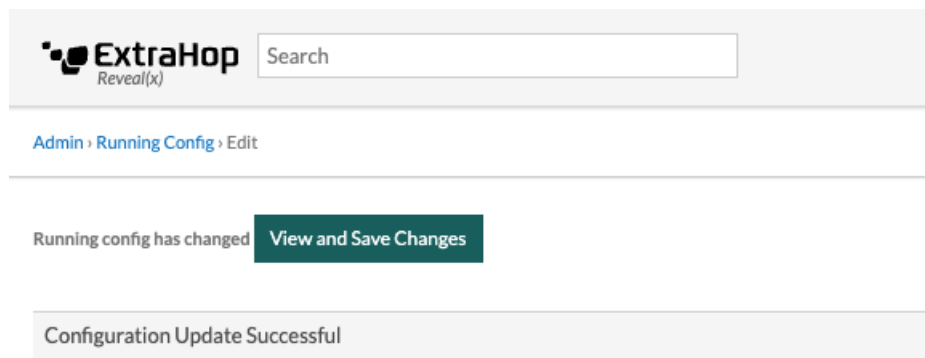 ExtraHop
Reveal(x)
Search
Admin › Running Config › Edit
Running config has changed View and Save Changes
Configuration Update Successful